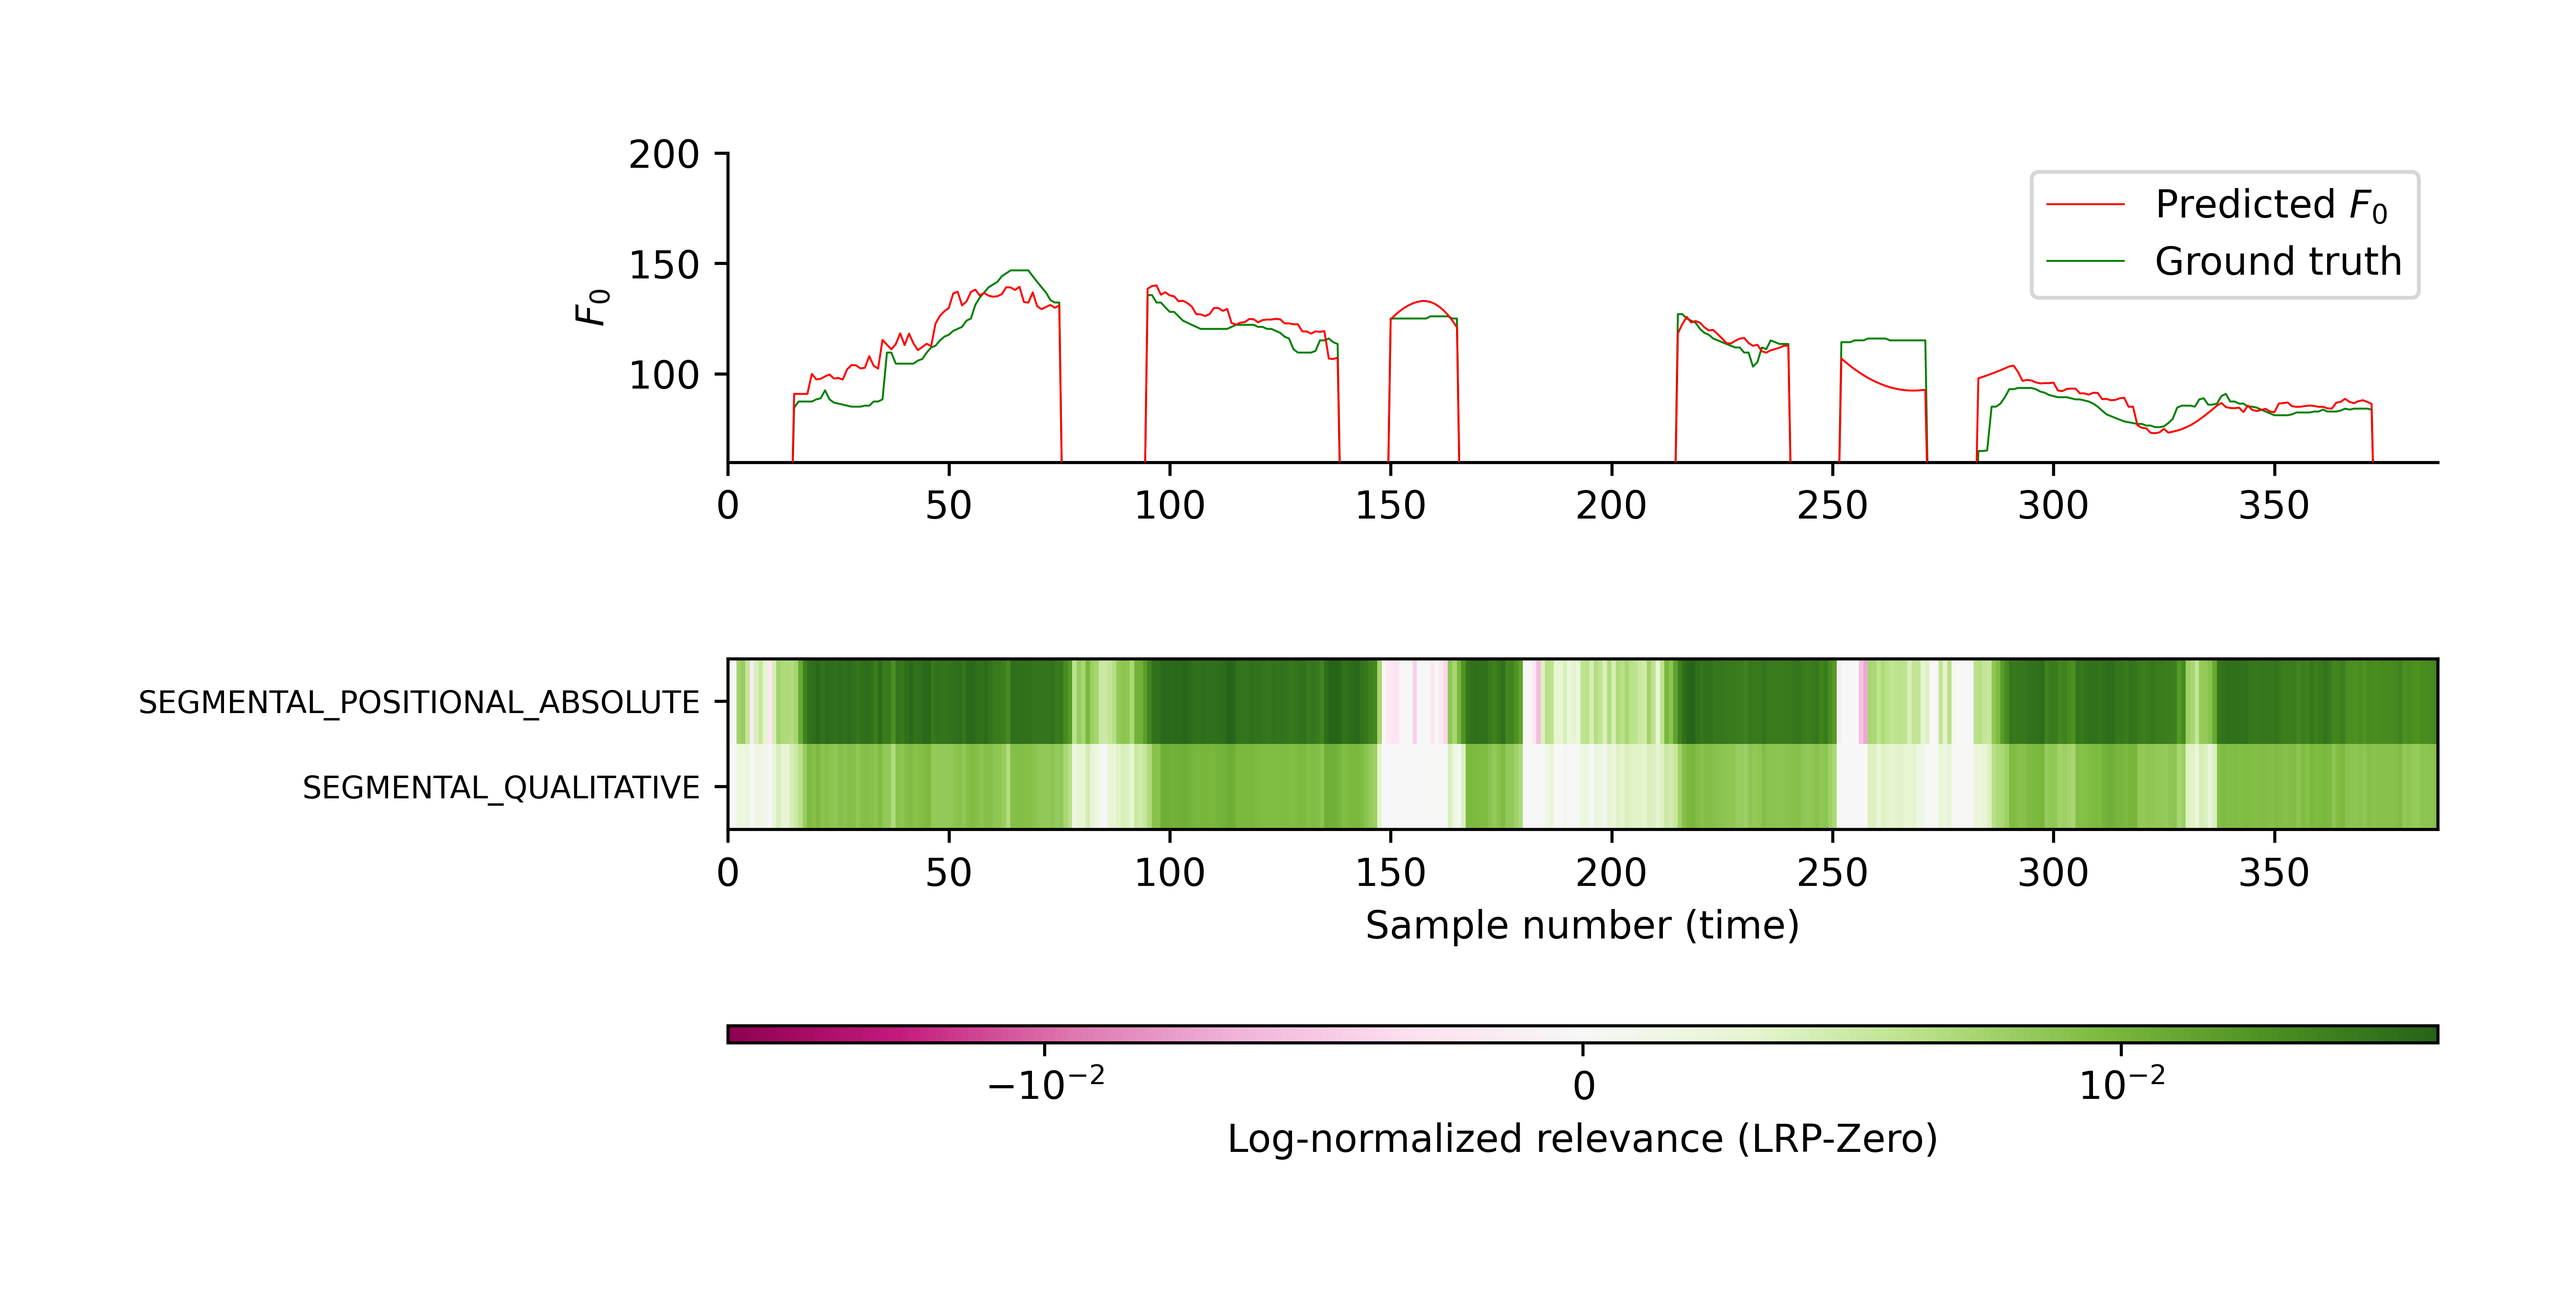 200
150
100
F₀
Predicted F₀
Ground truth
0 50 100 150 200 250 300 350
SEGMENTAL_POSITIONAL_ABSOLUTE
SEGMENTAL_QUALITATIVE
0 50 100 150 200 250 300 350
Sample number (time)
−10⁻² 0 10⁻²
Log-normalized relevance (LRP-Zero)